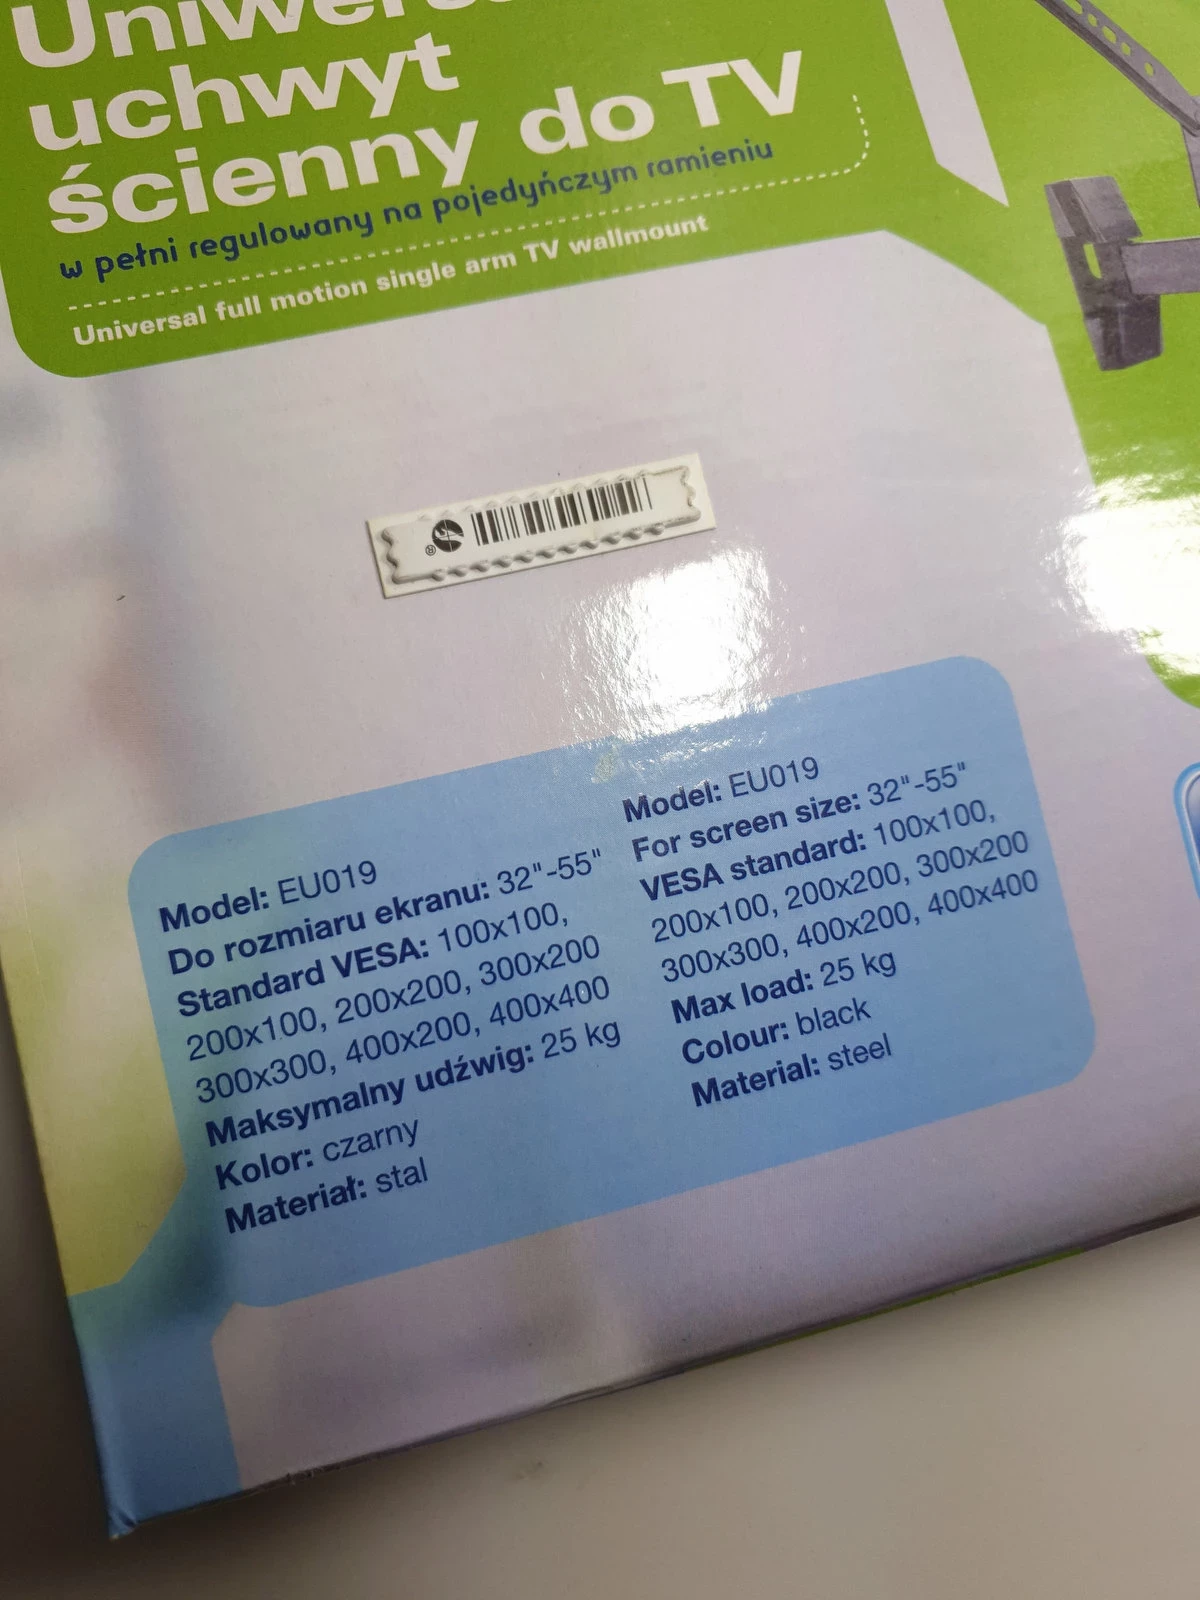 uchwyt
ścienny do TV
w pełni regulowany na pojedyńczym ramieniu
Universal full motion single arm TV wallmount
®
Model: EU019
Do rozmiaru ekranu: 32"-55"
Standard VESA: 100x100,
200x100, 200x200, 300x200
300x300, 400x200, 400x400
Maksymalny udźwig: 25 kg
Kolor: czarny
Materiał: stal
Model: EU019
For screen size: 32"-55"
VESA standard: 100x100,
200x100, 200x200, 300x200
300x300, 400x200, 400x400
Max load: 25 kg
Colour: black
Material: steel